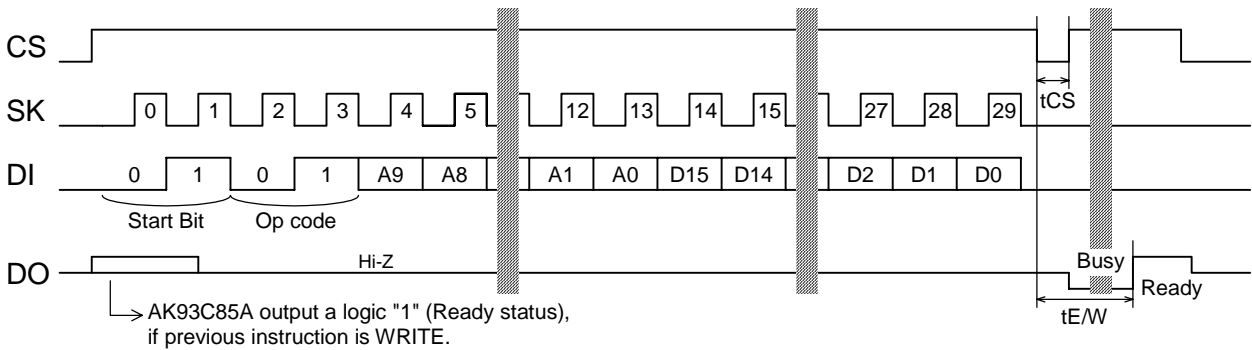 CS
tCS
SK 0 1 2 3 4 5 12 13 14 15 27 28 29
DI 0 1 0 1 A9 A8 A1 A0 D15 D14 D2 D1 D0
Start Bit Op code
DO Hi-Z Busy Ready
AK93C85A output a logic "1" (Ready status),
if previous instruction is WRITE.
tE/W